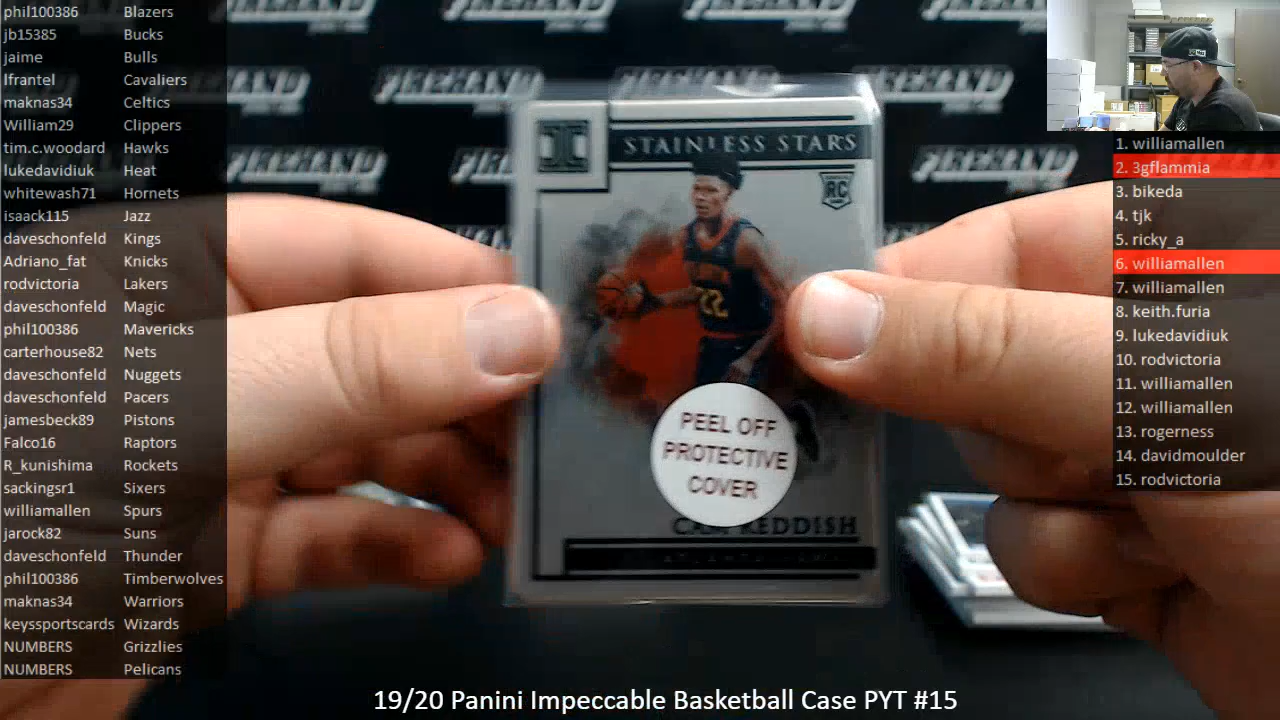 phil100386 Blazers
jb15385 Bucks
jaime Bulls
lfrantel Cavaliers
maknas34 Celtics
William29 Clippers
tim.c.woodard Hawks
lukedavidiuk Heat
whitewash71 Hornets
isaack115 Jazz
daveschonfeld Kings
Adriano_fat Knicks
rodvictoria Lakers
daveschonfeld Magic
phil100386 Mavericks
carterhouse82 Nets
daveschonfeld Nuggets
daveschonfeld Pacers
jamesbeck89 Pistons
Falco16 Raptors
R_kunishima Rockets
sackingsr1 Sixers
williamallen Spurs
jarock82 Suns
daveschonfeld Thunder
phil100386 Timberwolves
maknas34 Warriors
keyssportscards Wizards
NUMBERS Grizzlies
NUMBERS Pelicans
STAINLESS STARS
RC
22
PEEL OFF
PROTECTIVE
COVER
CAM REDDISH
1. williamallen
2. 3gflammia
3. bikeda
4. tjk
5. ricky_a
6. williamallen
7. williamallen
8. keith.furia
9. lukedavidiuk
10. rodvictoria
11. williamallen
12. williamallen
13. rogerness
14. davidmoulder
15. rodvictoria
19/20 Panini Impeccable Basketball Case PYT #15